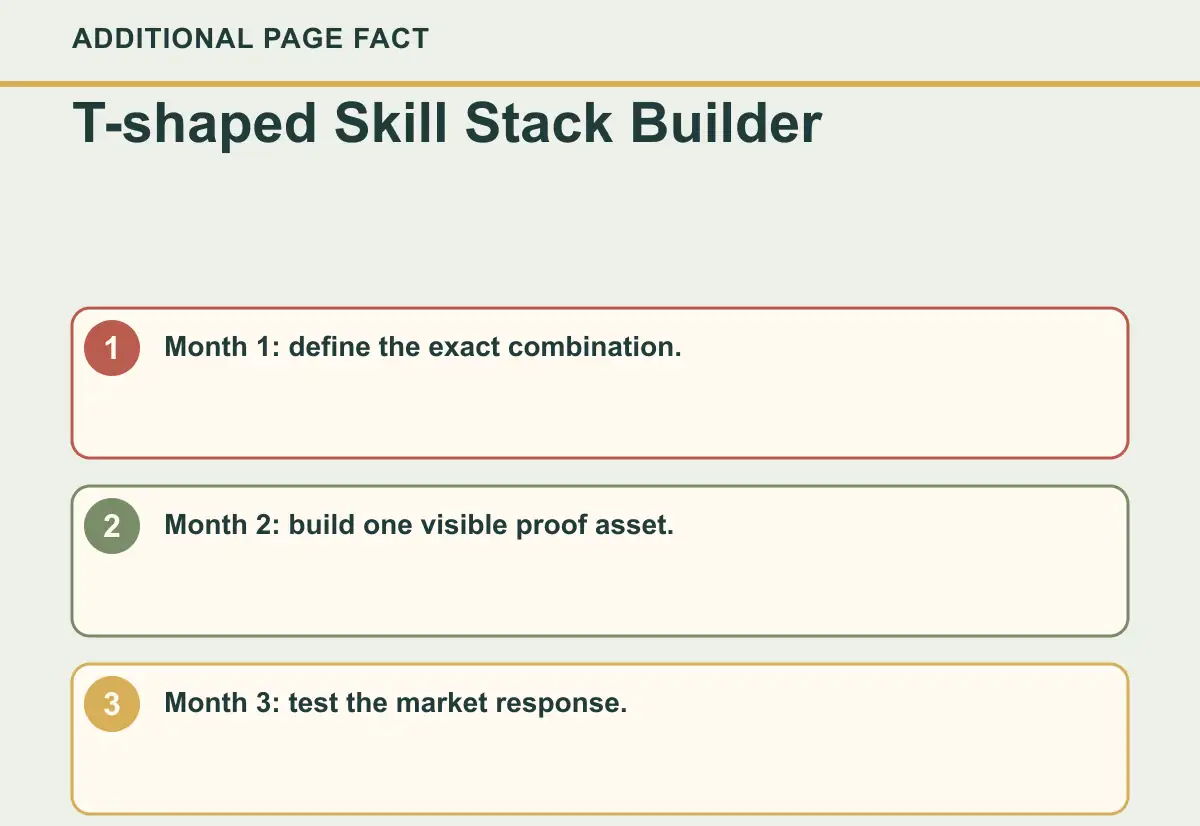 ADDITIONAL PAGE FACT
T-shaped Skill Stack Builder
1 Month 1: define the exact combination.
2 Month 2: build one visible proof asset.
3 Month 3: test the market response.